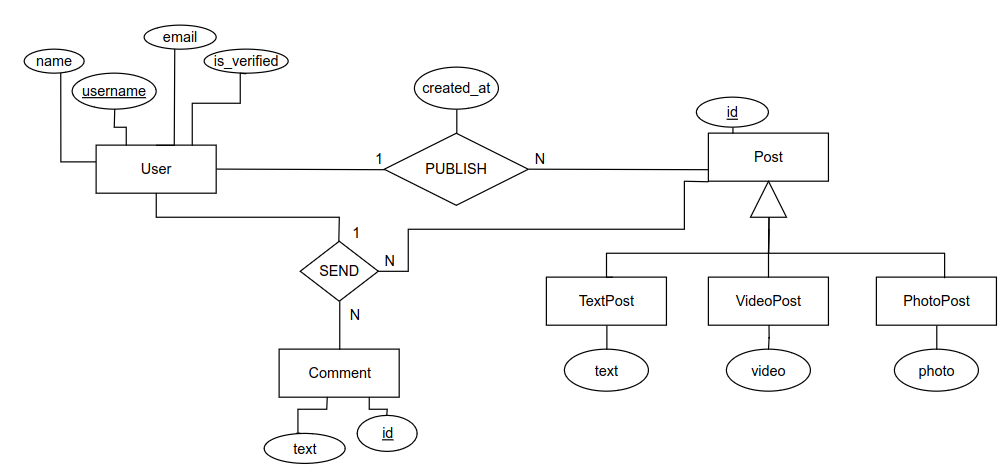 email
name
is_verified
username
created_at
id
User
1
PUBLISH
N
Post
1
SEND
N
N
TextPost
VideoPost
PhotoPost
Comment
text
video
photo
text
id